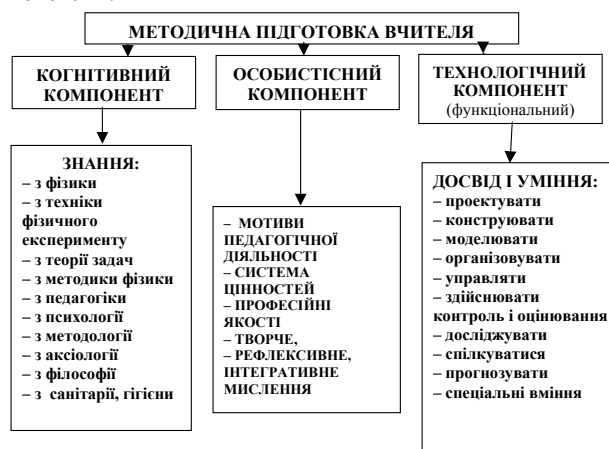 МЕТОДИЧНА ПІДГОТОВКА ВЧИТЕЛЯ
КОГНІТИВНИЙ
КОМПОНЕНТ
ОСОБИСТІСНИЙ
КОМПОНЕНТ
ТЕХНОЛОГІЧНИЙ
КОМПОНЕНТ
(функціональний)
ЗНАННЯ:
– з фізики
– з техніки
фізичного
експерименту
– з теорії задач
– з методики фізики
– з педагогіки
– з психології
– з методології
– з аксіології
– з філософії
– з санітарії, гігієни
– МОТИВИ
ПЕДАГОГІЧНОЇ
ДІЯЛЬНОСТІ
– СИСТЕМА
ЦІННОСТЕЙ
– ПРОФЕСІЙНІ
ЯКОСТІ
– ТВОРЧЕ,
– РЕФЛЕКСИВНЕ,
ІНТЕГРАТИВНЕ
МИСЛЕННЯ
ДОСВІД І УМІННЯ:
– проектувати
– конструювати
– моделювати
– організовувати
– управляти
– здійснювати
контроль і оцінювання
– досліджувати
– спілкуватися
– прогнозувати
– спеціальні вміння